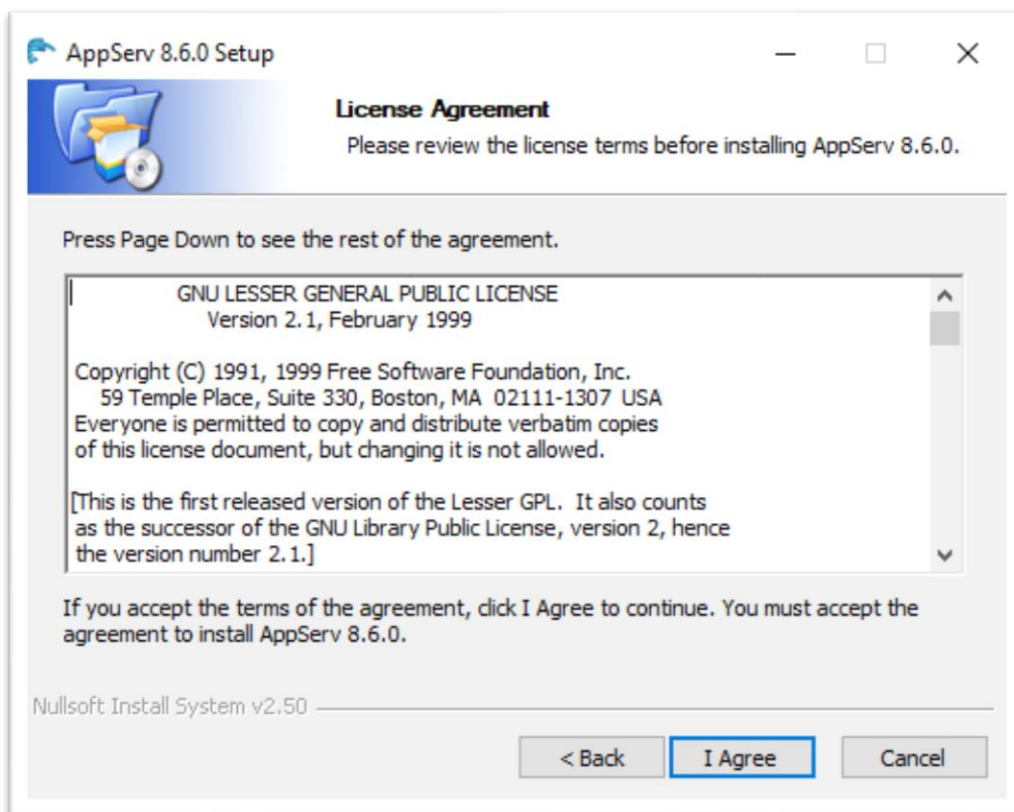 AppServ 8.6.0 Setup
License Agreement
Please review the license terms before installing AppServ 8.6.0.
Press Page Down to see the rest of the agreement.
GNU LESSER GENERAL PUBLIC LICENSE
Version 2.1, February 1999
Copyright (C) 1991, 1999 Free Software Foundation, Inc.
59 Temple Place, Suite 330, Boston, MA 02111-1307 USA
Everyone is permitted to copy and distribute verbatim copies
of this license document, but changing it is not allowed.
[This is the first released version of the Lesser GPL. It also counts
as the successor of the GNU Library Public License, version 2, hence
the version number 2.1.]
If you accept the terms of the agreement, click I Agree to continue. You must accept the
agreement to install AppServ 8.6.0.
Nullsoft Install System v2.50
< Back I Agree Cancel